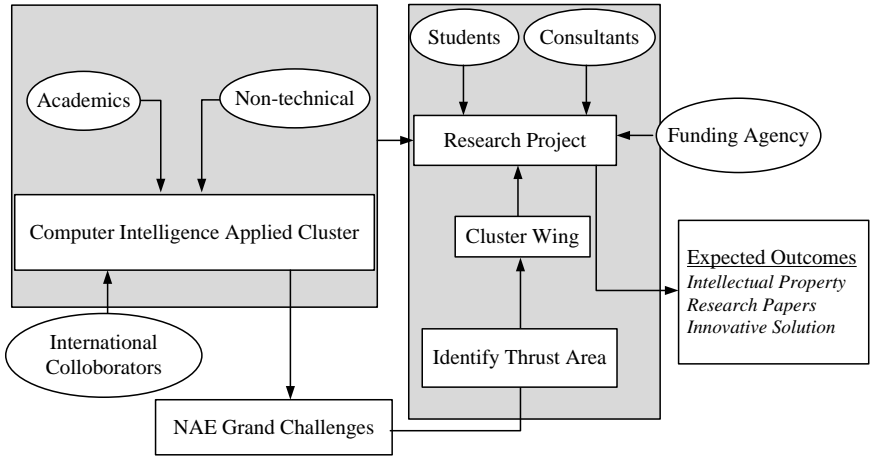 Academics
Non-technical
Computer Intelligence Applied Cluster
International
Colloborators
NAE Grand Challenges
Students
Consultants
Research Project
Funding Agency
Cluster Wing
Identify Thrust Area
Expected Outcomes
Intellectual Property
Research Papers
Innovative Solution